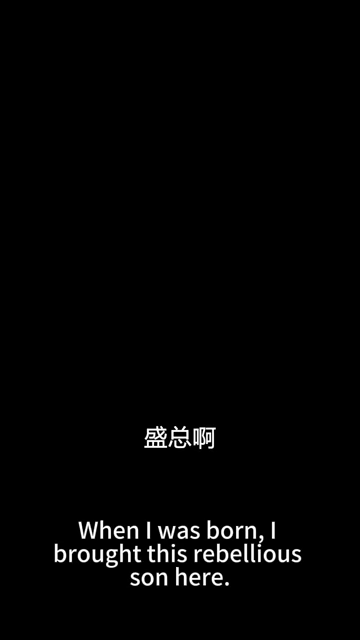 盛总啊
When I was born, I
brought this rebellious
son here.